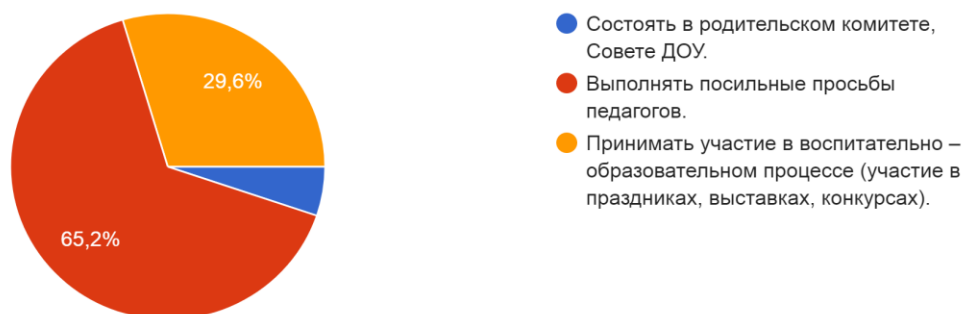 29,6%
65,2%
Состоять в родительском комитете,
Совете ДОУ.
Выполнять посильные просьбы
педагогов.
Принимать участие в воспитательно –
образовательном процессе (участие в
праздниках, выставках, конкурсах).